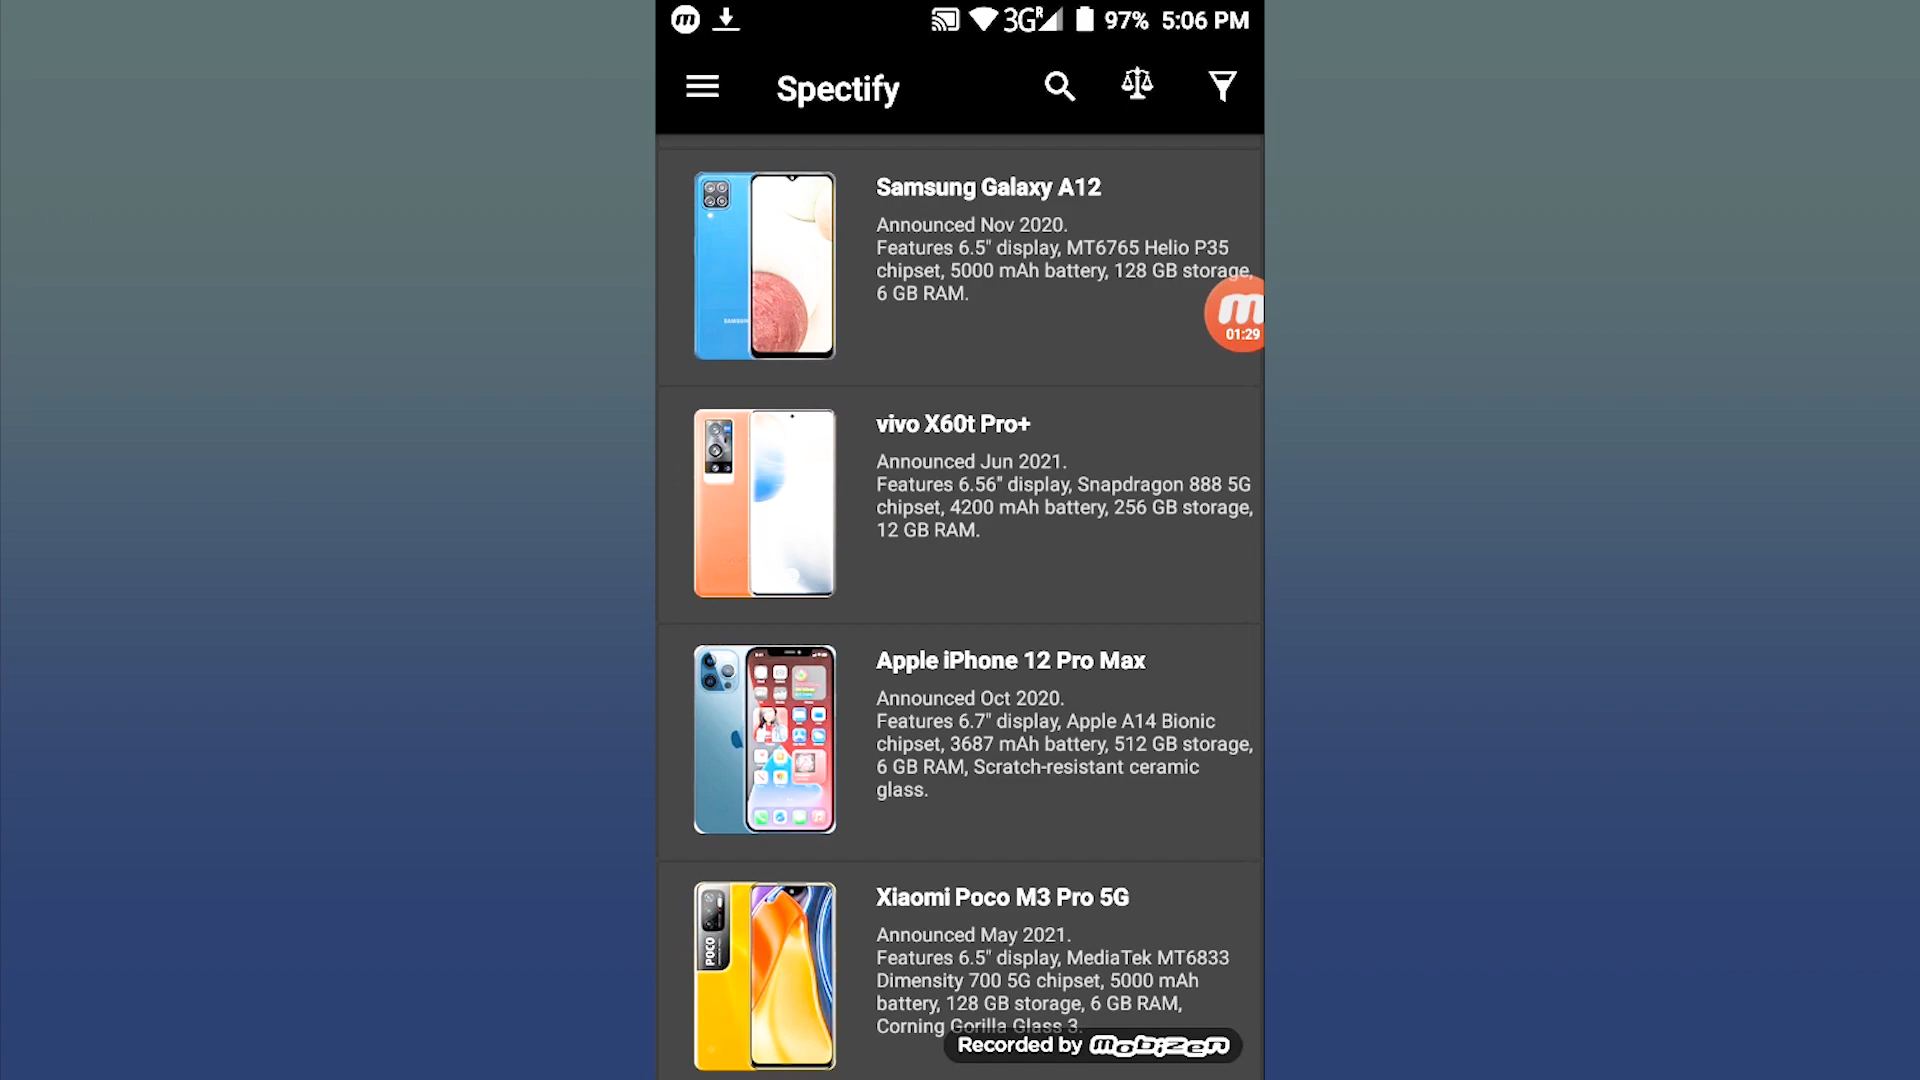 3G R 97% 5:06 PM
Spectify
Samsung Galaxy A12
Announced Nov 2020.
Features 6.5" display, MT6765 Helio P35
chipset, 5000 mAh battery, 128 GB storage,
6 GB RAM.
01:29
vivo X60t Pro+
Announced Jun 2021.
Features 6.56" display, Snapdragon 888 5G
chipset, 4200 mAh battery, 256 GB storage,
12 GB RAM.
Apple iPhone 12 Pro Max
Announced Oct 2020.
Features 6.7" display, Apple A14 Bionic
chipset, 3687 mAh battery, 512 GB storage,
6 GB RAM, Scratch-resistant ceramic
glass.
POCO
Xiaomi Poco M3 Pro 5G
Announced May 2021.
Features 6.5" display, MediaTek MT6833
Dimensity 700 5G chipset, 5000 mAh
battery, 128 GB storage, 6 GB RAM,
Corning Gorilla Glass 3.
Recorded by Mobizen